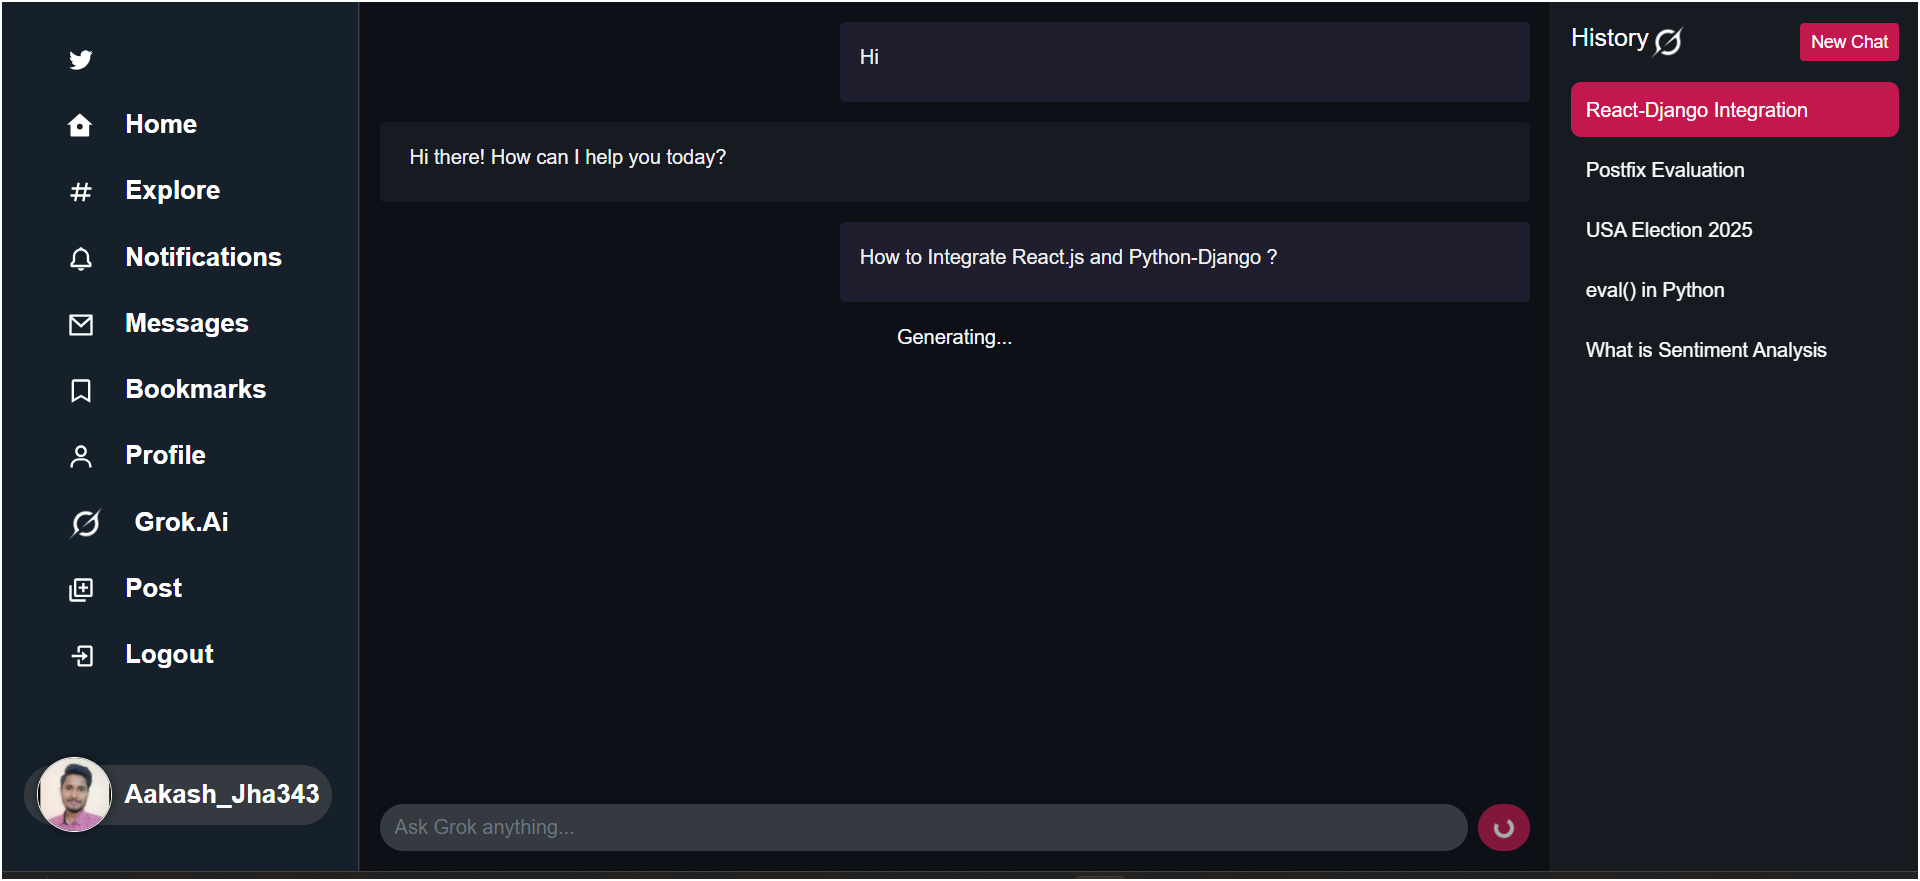 Home
Explore
Notifications
Messages
Bookmarks
Profile
Grok.Ai
Post
Logout
Aakash_Jha343
Hi
Hi there! How can I help you today?
How to Integrate React.js and Python-Django ?
Generating...
Ask Grok anything...
History
New Chat
React-Django Integration
Postfix Evaluation
USA Election 2025
eval() in Python
What is Sentiment Analysis